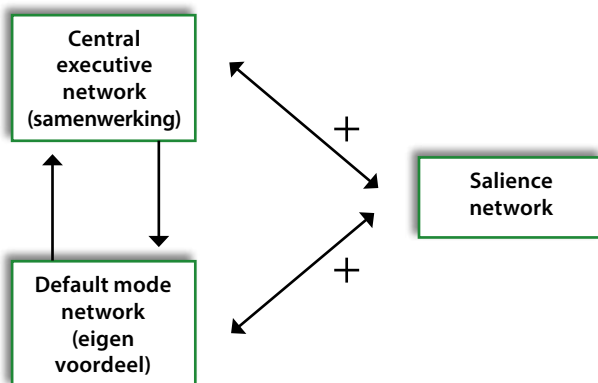 Central
executive
network
(samenwerking)
+
Salience
network
+
Default mode
network
(eigen
voordeel)